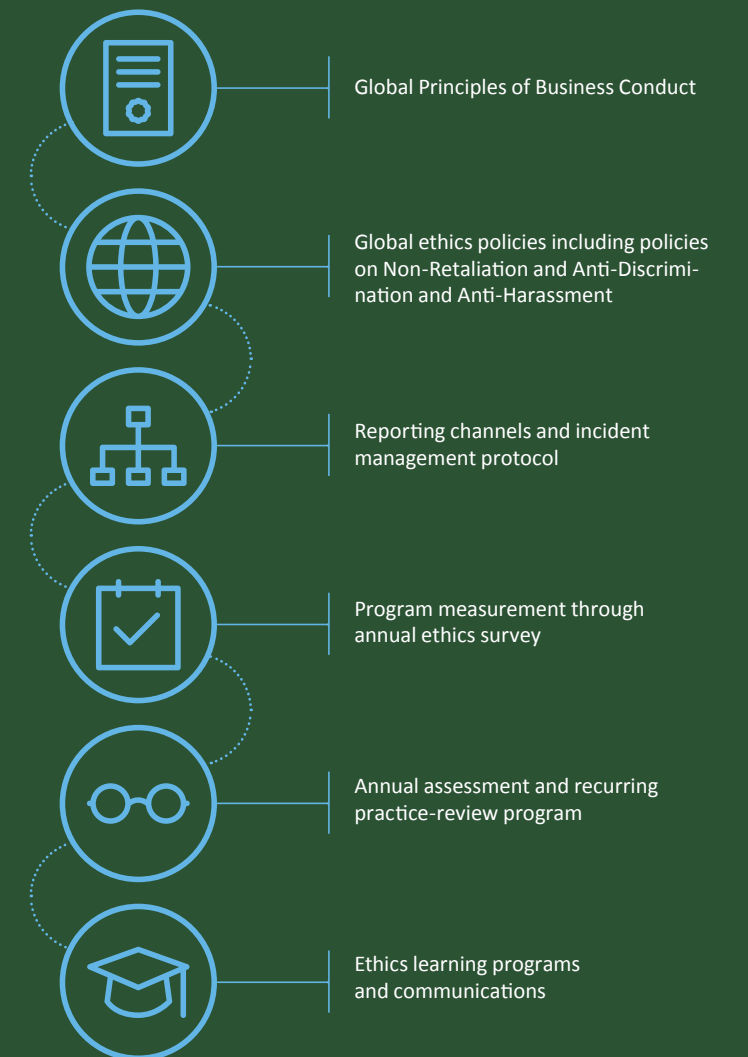 Global Principles of Business Conduct
Global ethics policies including policies
on Non-Retaliation and Anti-Discrimi-
nation and Anti-Harassment
Reporting channels and incident
management protocol
Program measurement through
annual ethics survey
Annual assessment and recurring
practice-review program
Ethics learning programs
and communications